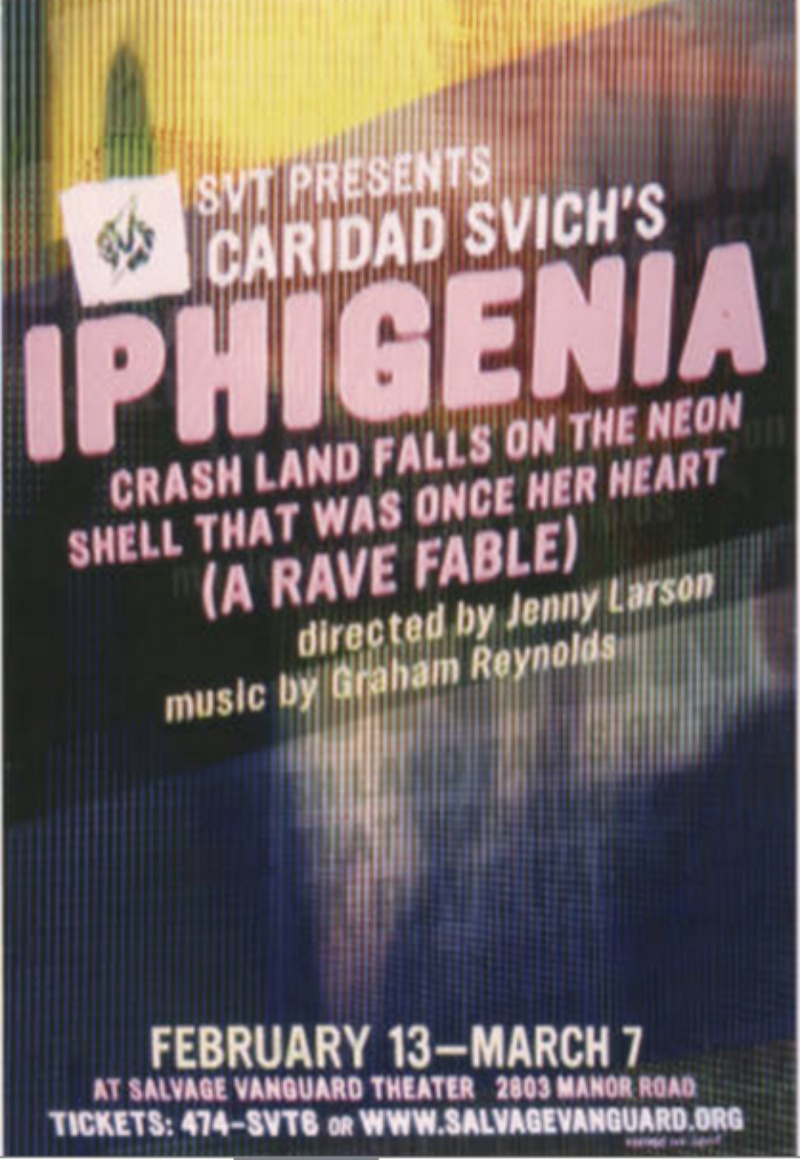 SVT PRESENTS
CARIDAD SVICH'S
IPHIGENIA
CRASH LAND FALLS ON THE NEON
SHELL THAT WAS ONCE HER HEART
(A RAVE FABLE)
directed by Jenny Larson
music by Graham Reynolds
FEBRUARY 13–MARCH 7
AT SALVAGE VANGUARD THEATER 2803 MANOR ROAD
TICKETS: 474-SVT6 OR WWW.SALVAGEVANGUARD.ORG